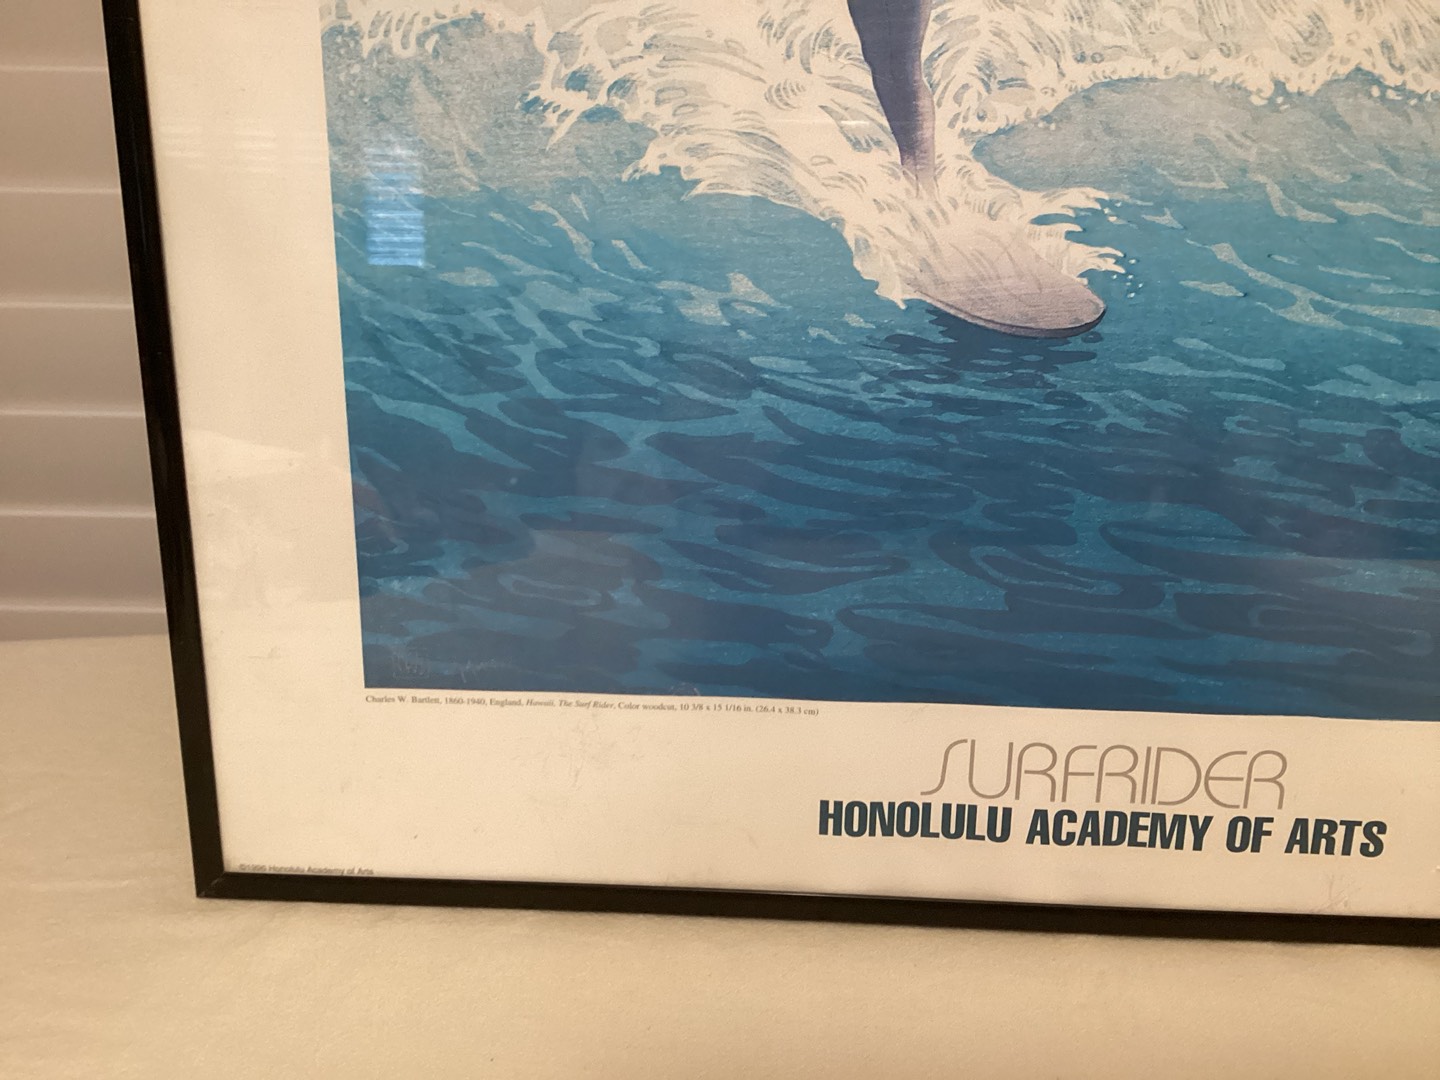 Charles W. Bartlett, 1860-1940, England, Hawaii, The Surf Rider, Color woodcut, 10 3/8 x 15 1/16 in. (26.4 x 38.3 cm)
SURFRIDER
HONOLULU ACADEMY OF ARTS
Honolulu Academy of Arts